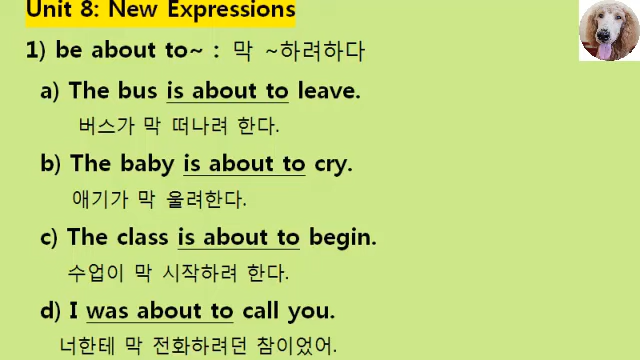 Unit 8: New Expressions
1) be about to~ : 막 ~하려하다
a) The bus is about to leave.
버스가 막 떠나려 한다.
b) The baby is about to cry.
애기가 막 울려한다.
c) The class is about to begin.
수업이 막 시작하려 한다.
d) I was about to call you.
너한테 막 전화하려던 참이었어.